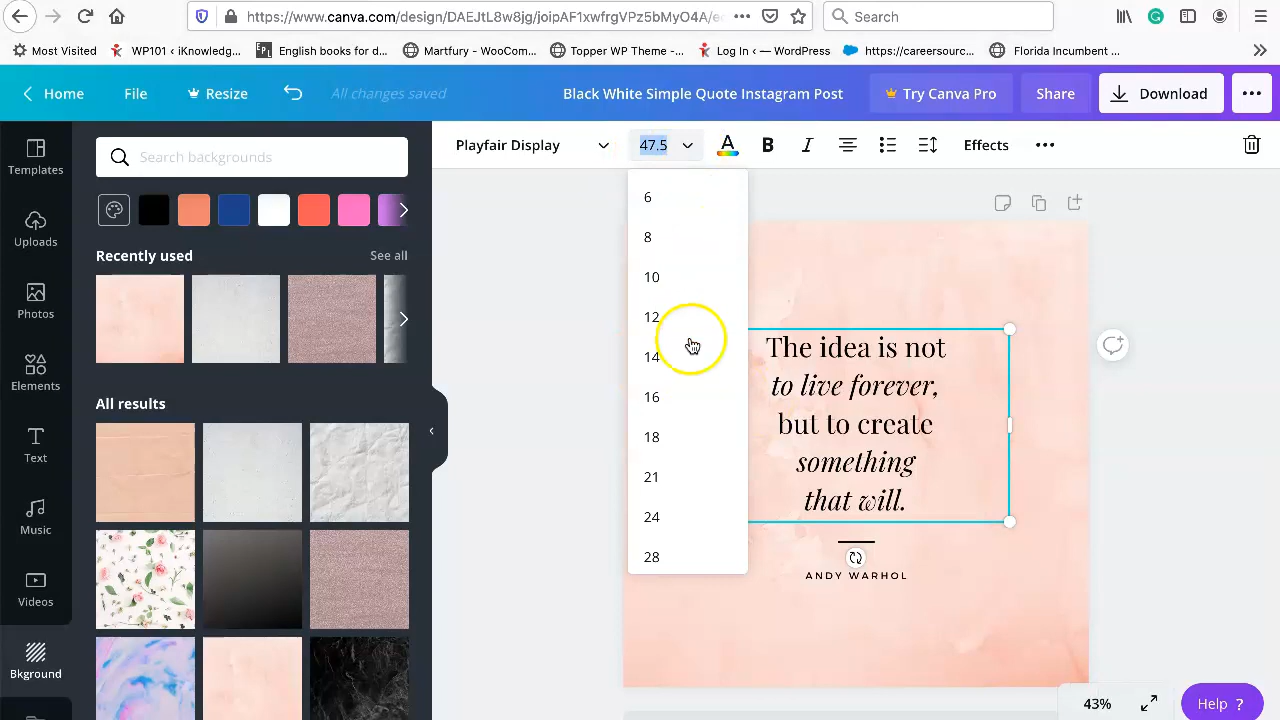 https://www.canva.com/design/DAEJtL8w8jg/joipAF1xwfrgVPz5bMyO4A/e
Search
Most Visited
WP101 ‹ iKnowledg...
English books for d...
Martfury – WooCom...
Topper WP Theme -...
Log In ‹ — WordPress
https://careersourc...
Florida Incumbent ...
Home
File
Resize
All changes saved
Black White Simple Quote Instagram Post
Try Canva Pro
Share
Download
Templates
Uploads
Photos
Elements
Text
Music
Videos
Bkground
Search backgrounds
Recently used
See all
All results
Playfair Display
47.5
A
B
I
Effects
6
8
10
12
14
16
18
21
24
28
The idea is not
to live forever,
but to create
something
that will.
ANDY WARHOL
43%
Help ?